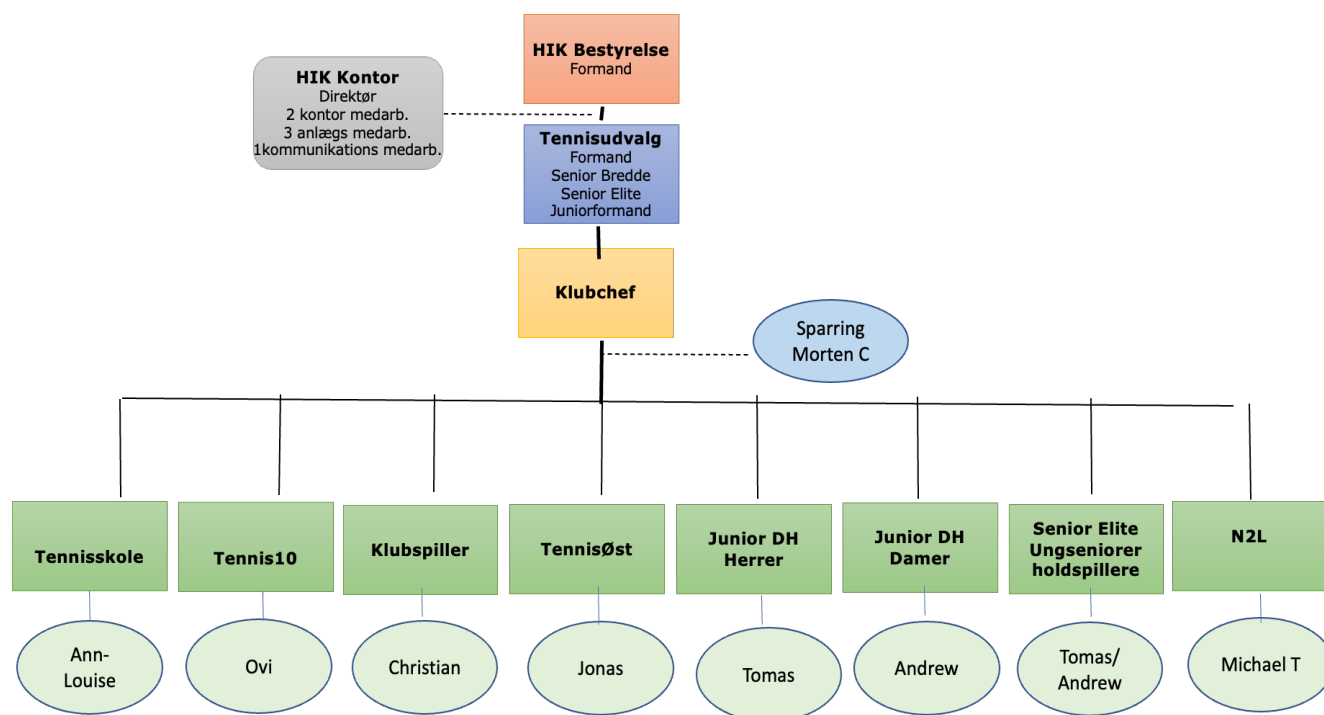 HIK Bestyrelse
Formand
HIK Kontor
Direktør
2 kontor medarb.
3 anlægs medarb.
1kommunikations medarb.
Tennisudvalg
Formand
Senior Bredde
Senior Elite
Juniorformand
Klubchef
Sparring
Morten C
Tennisskole
Tennis10
Klubspiller
TennisØst
Junior DH
Herrer
Junior DH
Damer
Senior Elite
Ungseniorer
holdspillere
N2L
Ann-
Louise
Ovi
Christian
Jonas
Tomas
Andrew
Tomas/
Andrew
Michael T